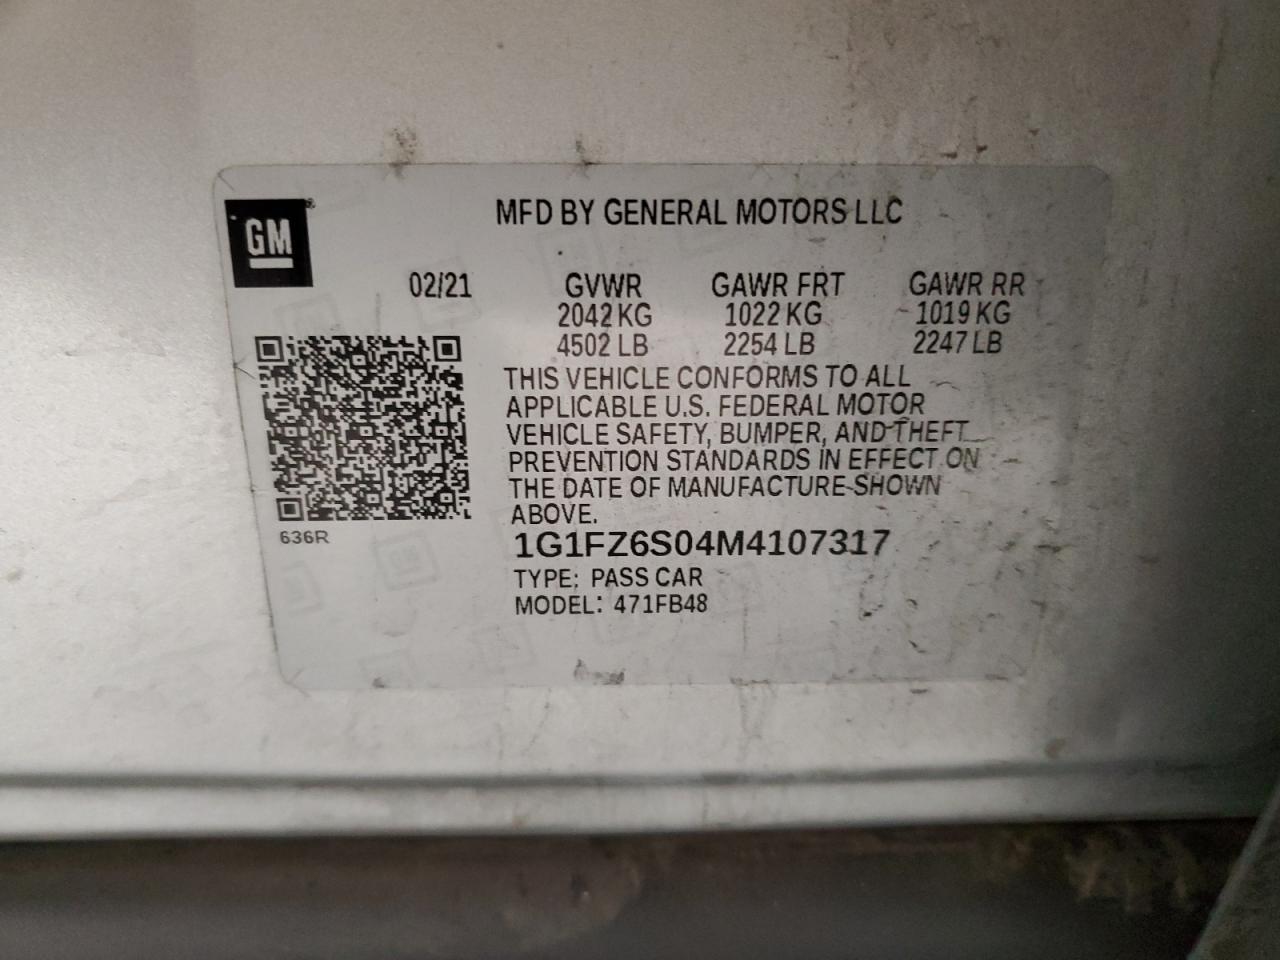 GM®
MFD BY GENERAL MOTORS LLC
02/21 GVWR GAWR FRT GAWR RR
2042 KG 1022 KG 1019 KG
4502 LB 2254 LB 2247 LB
THIS VEHICLE CONFORMS TO ALL
APPLICABLE U.S. FEDERAL MOTOR
VEHICLE SAFETY, BUMPER, AND THEFT
PREVENTION STANDARDS IN EFFECT ON
THE DATE OF MANUFACTURE SHOWN
ABOVE.
636R
1G1FZ6S04M4107317
TYPE: PASS CAR
MODEL: 471FB48